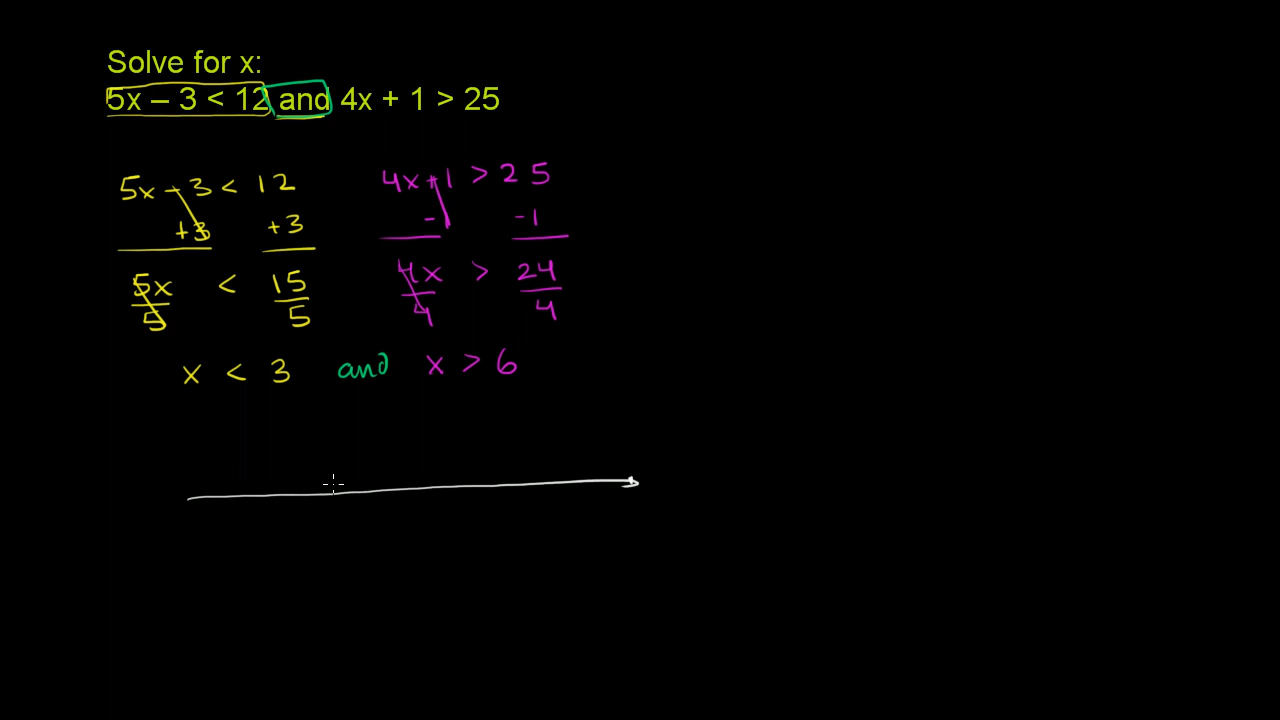 Solve for x:
5x – 3 < 12 and 4x + 1 > 25
5x - 3 < 12 4x + 1 > 25
+3 +3 -1 -1
5x < 15 4x > 24
5 5 4 4
x < 3 and x > 6